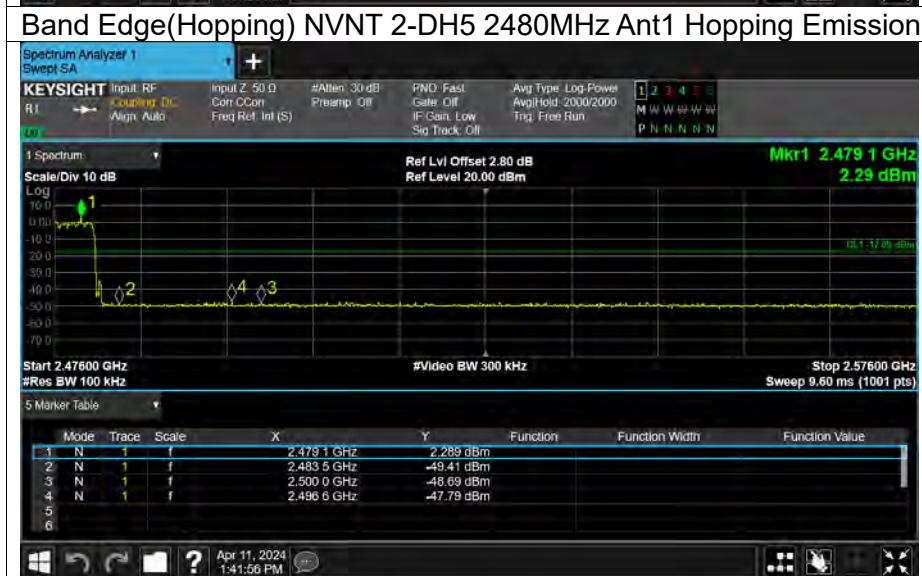 Band Edge(Hopping) NVNT 2-DH5 2480MHz Ant1 Hopping Emission
Spectrum Analyzer 1
Swept SA
+
KEYSIGHT Input: RF Input Z: 50 Ω #Atten: 30 dB PNO: Fast Avg Type: Log-Power 1 2 3 4 5 6
R1 Coupling: DC Corr CCorr Preamp: Off Gate: Off Avg|Hold: 2000/2000 M W W W W W
Align: Auto Freq Ref: Int (S) IF Gain: Low Trig: Free Run
Sig Track: Off P N N N N N
1 Spectrum
Ref Lvl Offset 2.80 dB Mkr1 2.479 1 GHz
Scale/Div 10 dB Ref Level 20.00 dBm 2.29 dBm
Log
10.0
1
0.00
-10.0
DL1 -17.09 dBm
-20.0
-30.0
-40.0
2 4 3
-50.0
-60.0
-70.0
Start 2.47600 GHz #Video BW 300 kHz Stop 2.57600 GHz
#Res BW 100 kHz Sweep 9.60 ms (1001 pts)
5 Marker Table
Mode Trace Scale X Y Function Function Width Function Value
1 N 1 f 2.479 1 GHz 2.289 dBm
2 N 1 f 2.483 5 GHz -49.41 dBm
3 N 1 f 2.500 0 GHz -48.69 dBm
4 N 1 f 2.496 6 GHz -47.79 dBm
5
6
? Apr 11, 2024
1:41:56 PM